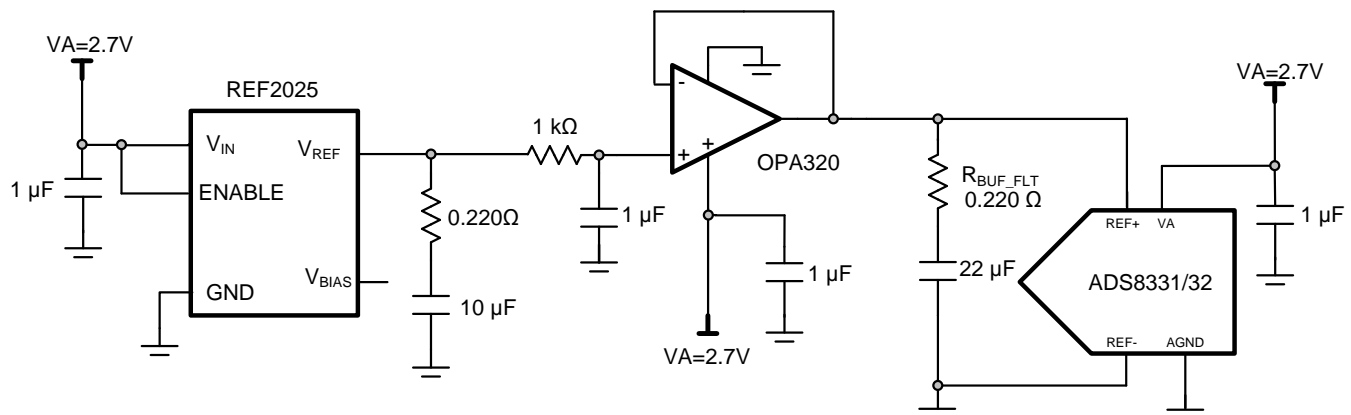 VA=2.7V
REF2025
VIN
VREF
ENABLE
1 µF
0.220Ω
VBIAS
GND
10 µF
1 kΩ
1 µF
-
+
+
OPA320
1 µF
VA=2.7V
RBUF_FLT
0.220 Ω
22 µF
VA=2.7V
REF+
VA
1 µF
ADS8331/32
REF-
AGND